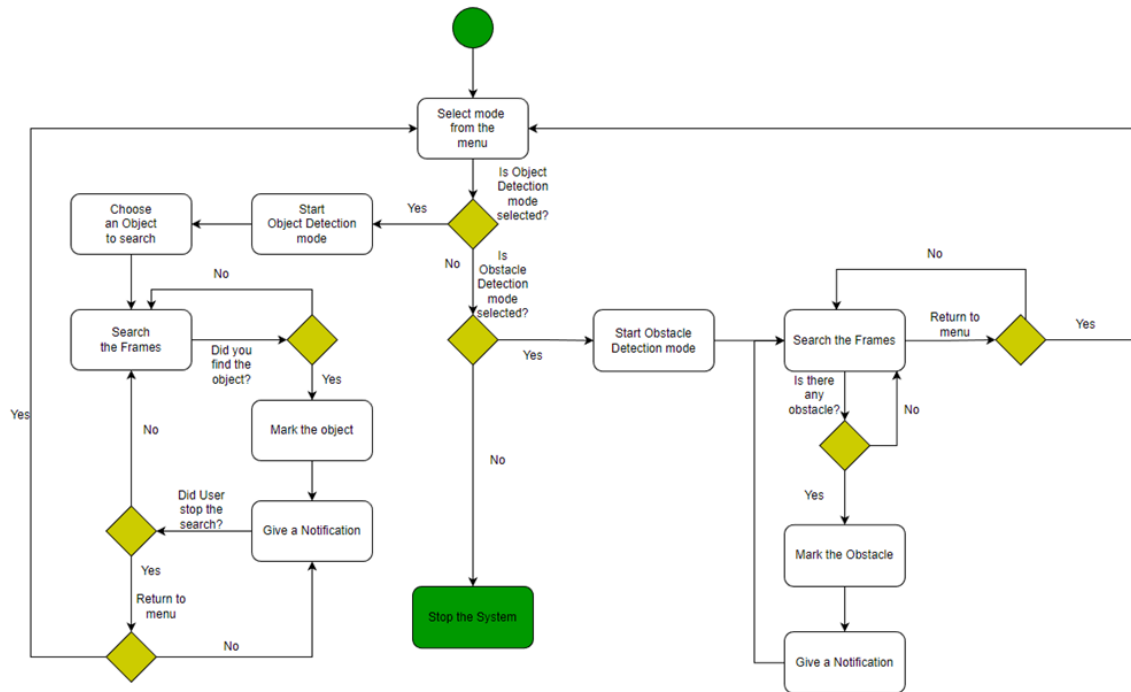 Select mode
from the
menu
Is Object
Detection
mode
selected?
Yes
Start
Object Detection
mode
Choose
an Object
to search
No
Is
Obstacle
Detection
mode
selected?
No
No
Search
the Frames
Did you
find the
object?
Yes
Start Obstacle
Detection mode
Yes
Search the Frames
Return to
menu
Yes
Is there
any
obstacle?
No
Yes
Mark the object
No
No
Yes
Did User
stop the
search?
Give a Notification
Mark the Obstacle
Yes
Return to
menu
Stop the System
No
Give a Notification